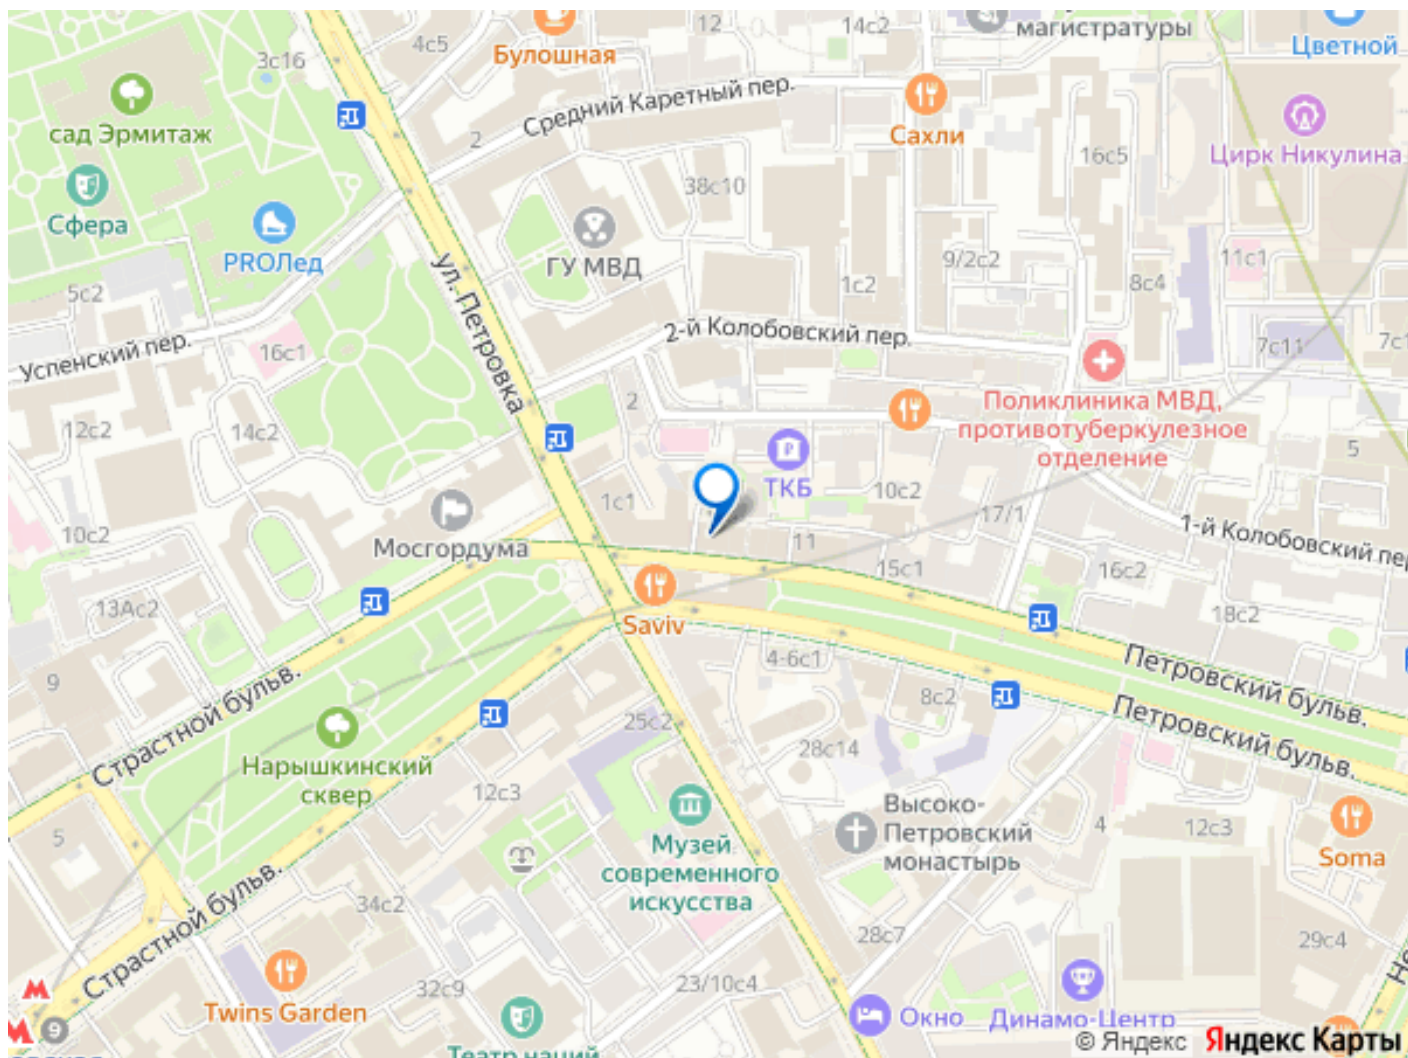 12
14с2
магистратуры
4с5
Булошная
Цветной
3с16
Средний Каретный пер.
сад Эрмитаж
2
Сахли
16с5
Цирк Никулина
38с10
Сфера
PROЛед
ГУ МВД
9/2с2
11с1
5с2
ул. Петровка
1с2
8с4
2-й Колобовский пер.
Успенский пер.
16с1
7с11
7с1
12с2
14с2
2
Поликлиника МВД,
противотуберкулезное
отделение
5
ТКБ
10с2
1с1
17/1
10с2
Мосгордума
11
1-й Колобовский пер
15с1
16с2
13Ас2
18с2
Saviv
4-6с1
9
Страстной бульв.
Петровский бульв.
8с2
Петровский бульв.
25с2
28с14
Нарышкинский
сквер
12с3
Высоко-
Петровский
монастырь
4
12с3
5
Музей
современного
искусства
Soma
Страстной бульв.
34с2
28с7
29с4
32с9
23/10с4
Twins Garden
Окно
Динамо-Центр
9
Театр наций
© Яндекс
Яндекс Карты